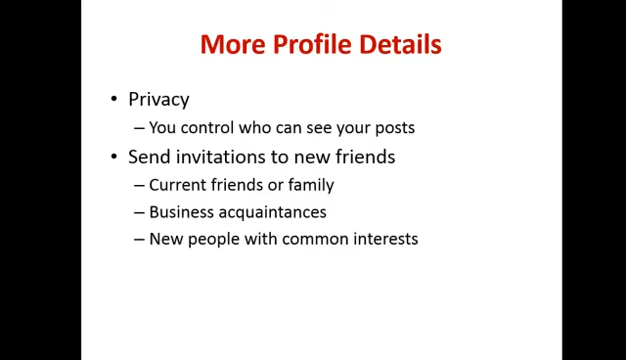 More Profile Details
• Privacy
– You control who can see your posts
• Send invitations to new friends
– Current friends or family
– Business acquaintances
– New people with common interests